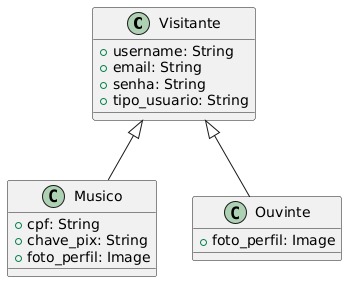 C Visitante
username: String
email: String
senha: String
tipo_usuario: String
C Musico
cpf: String
chave_pix: String
foto_perfil: Image
C Ouvinte
foto_perfil: Image